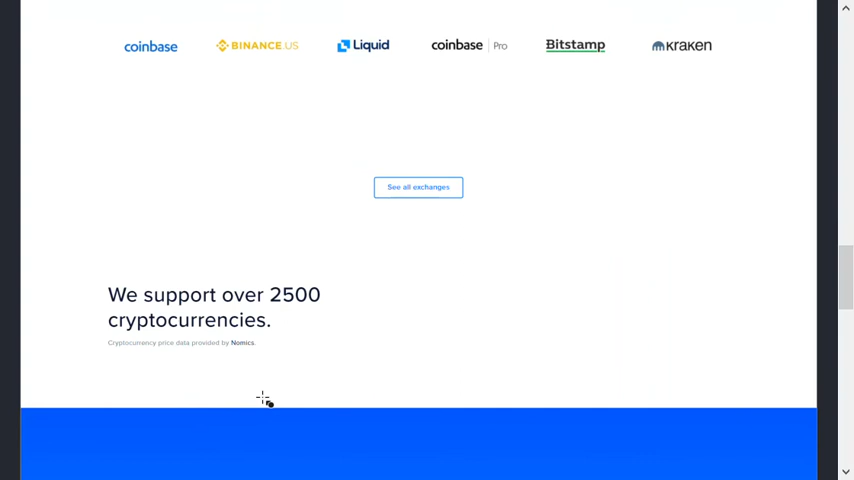 coinbase BINANCE.US Liquid coinbase Pro Bitstamp kraken
See all exchanges
We support over 2500
cryptocurrencies.
Cryptocurrency price data provided by Nomics.